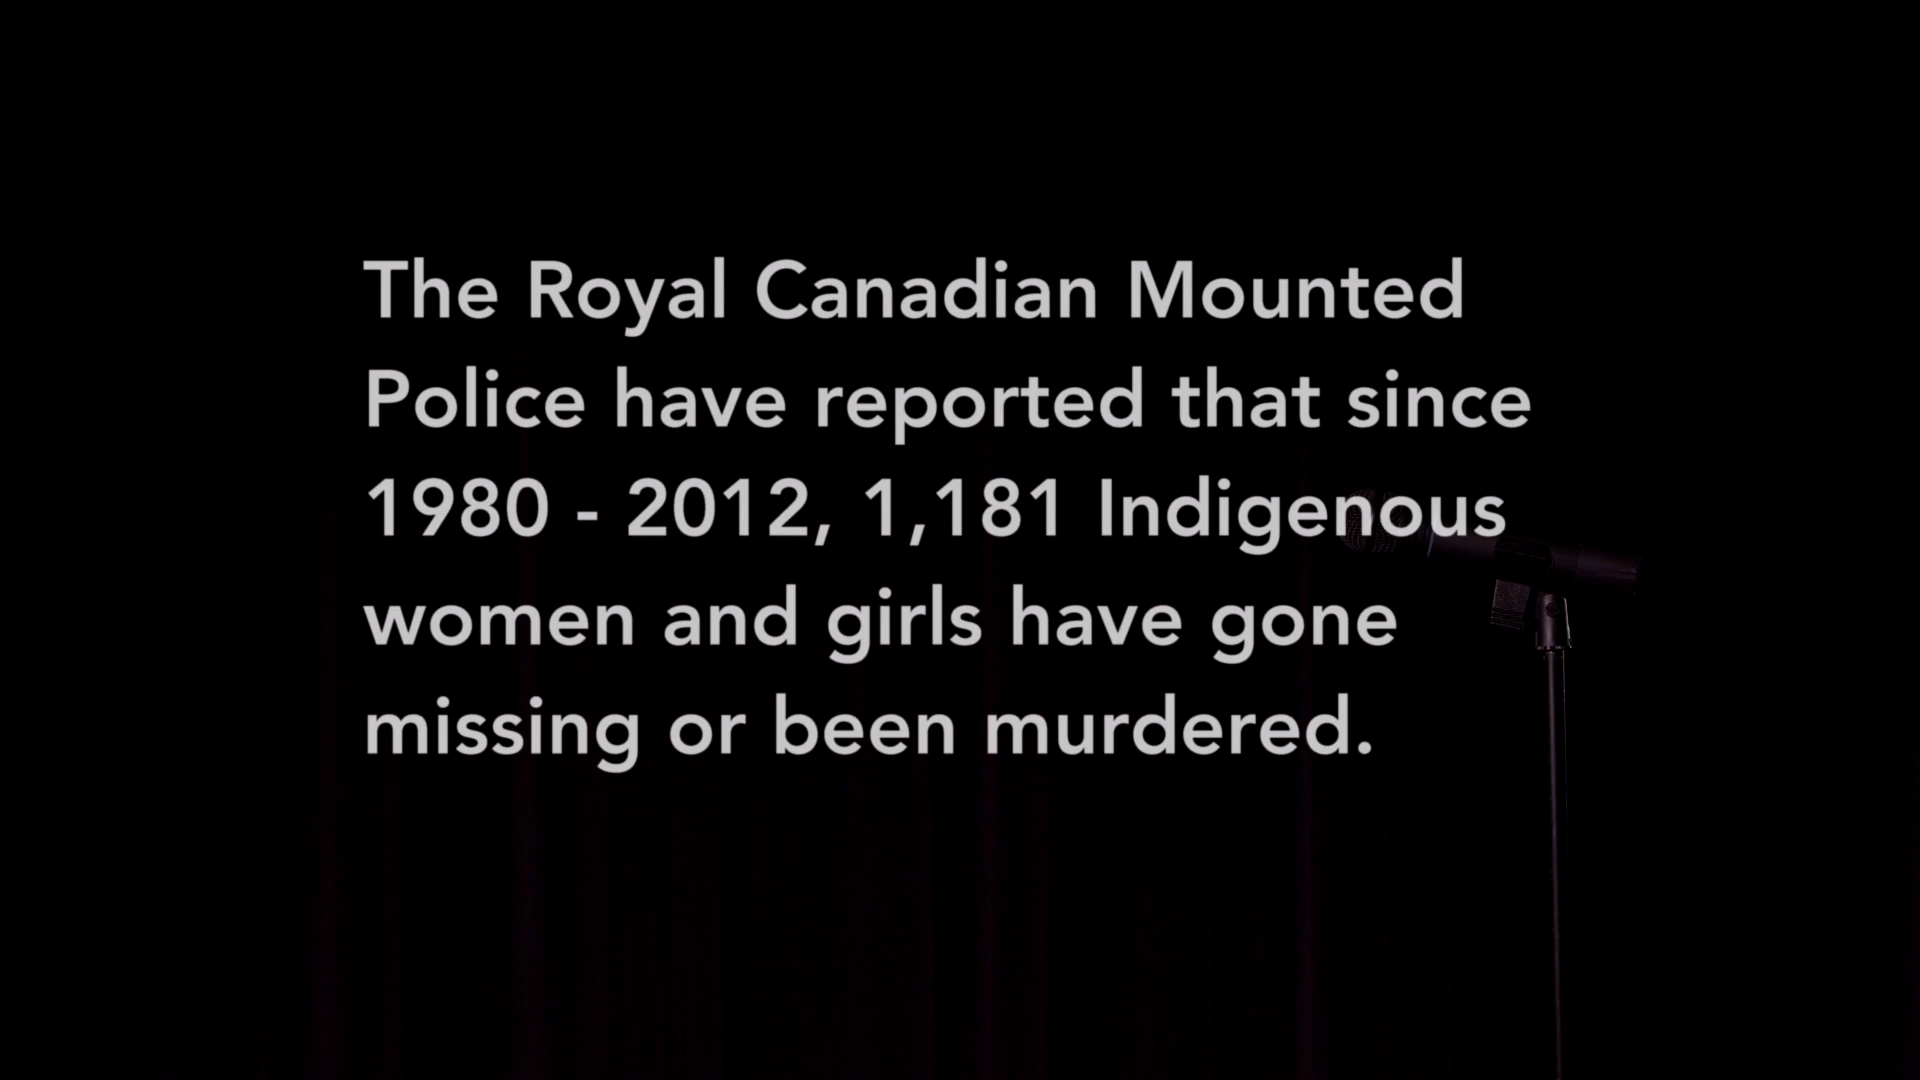 The Royal Canadian Mounted
Police have reported that since
1980 - 2012, 1,181 Indigenous
women and girls have gone
missing or been murdered.